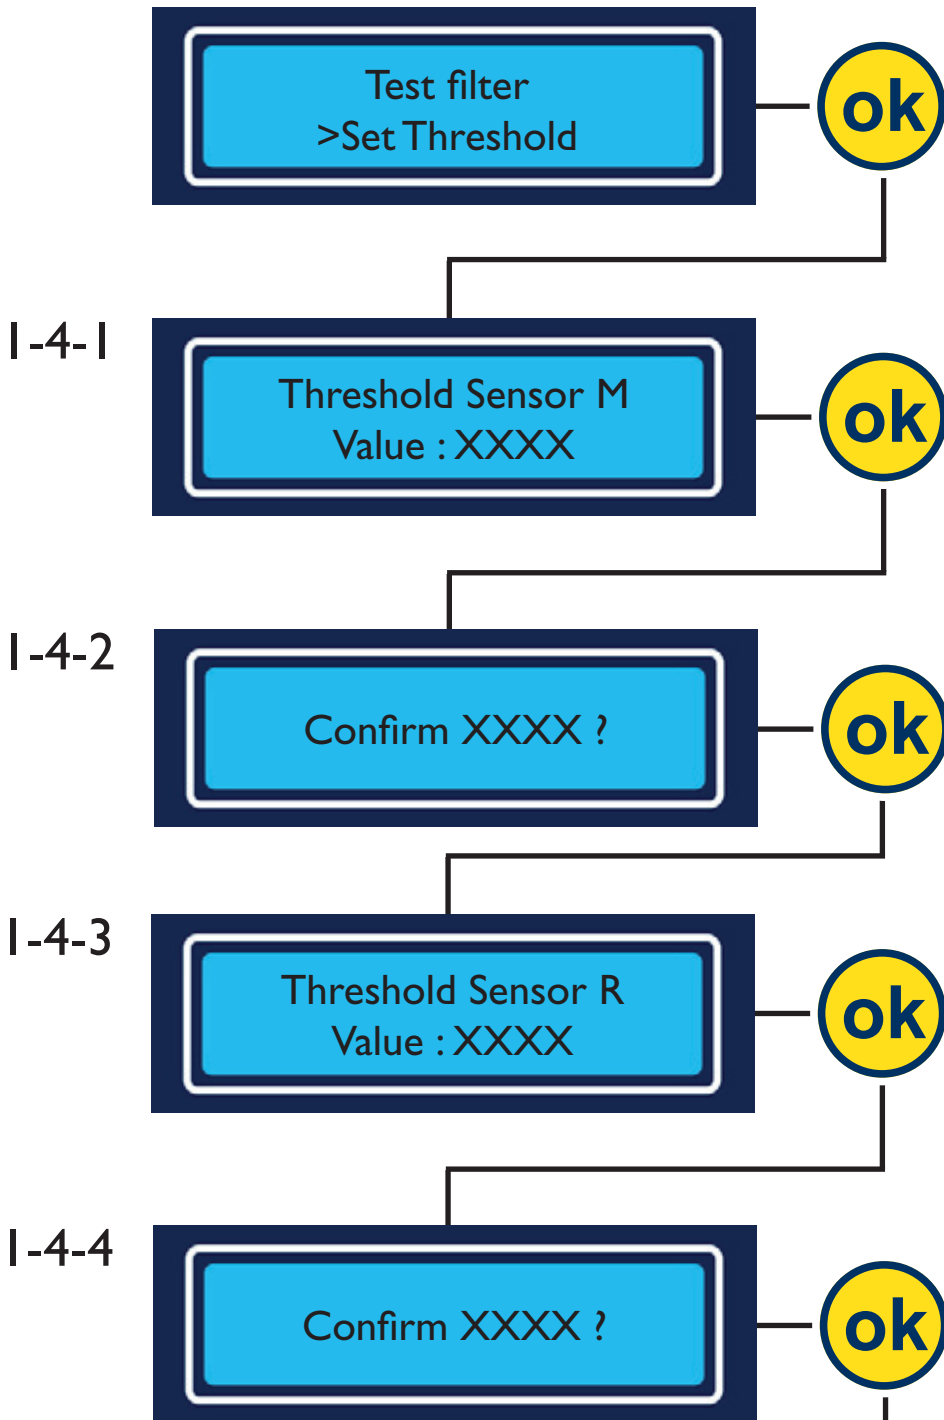 Test filter
>Set Threshold
ok
1-4-1
Threshold Sensor M
Value : XXXX
ok
1-4-2
Confirm XXXX ?
ok
1-4-3
Threshold Sensor R
Value : XXXX
ok
1-4-4
Confirm XXXX ?
ok